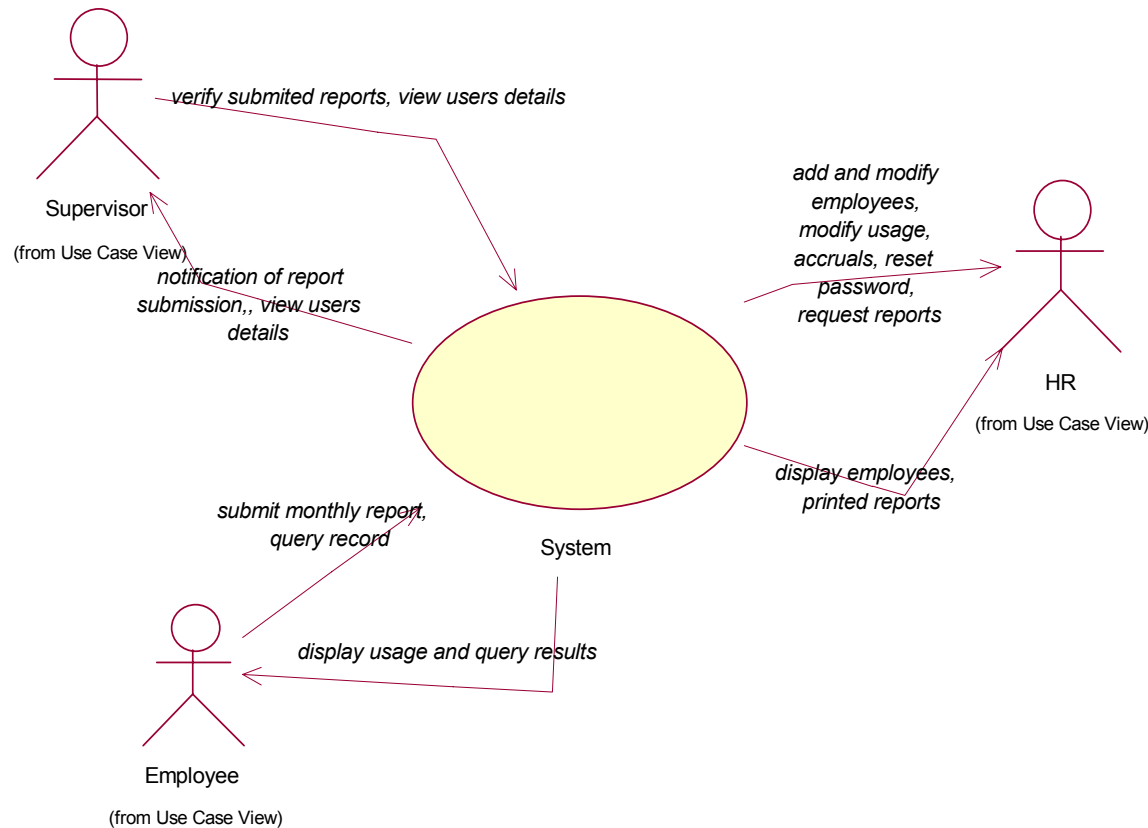 verify submited reports, view users details
Supervisor
(from Use Case View)
notification of report
submission,, view users
details
add and modify
employees,
modify usage,
accruals, reset
password,
request reports
HR
(from Use Case View)
display employees,
printed reports
submit monthly report,
query record
System
display usage and query results
Employee
(from Use Case View)